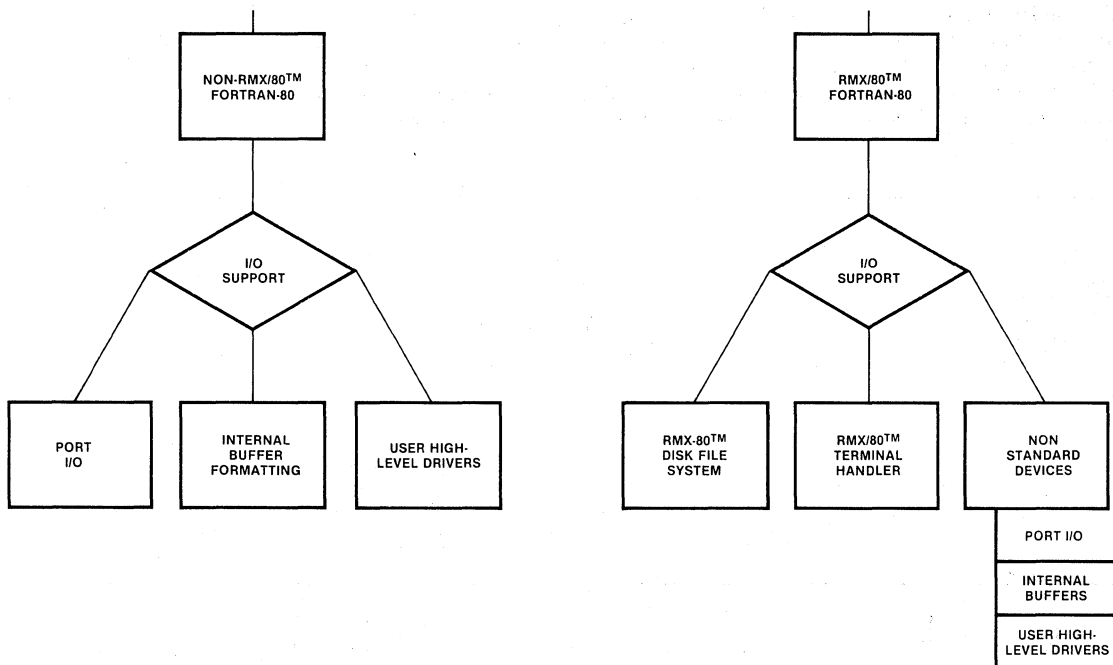 NON-RMX/80™
FORTRAN-80
I/O
SUPPORT
PORT
I/O
INTERNAL
BUFFER
FORMATTING
USER HIGH-
LEVEL DRIVERS
RMX/80™
FORTRAN-80
I/O
SUPPORT
RMX-80™
DISK FILE
SYSTEM
RMX/80™
TERMINAL
HANDLER
NON
STANDARD
DEVICES
PORT I/O
INTERNAL
BUFFERS
USER HIGH-
LEVEL DRIVERS